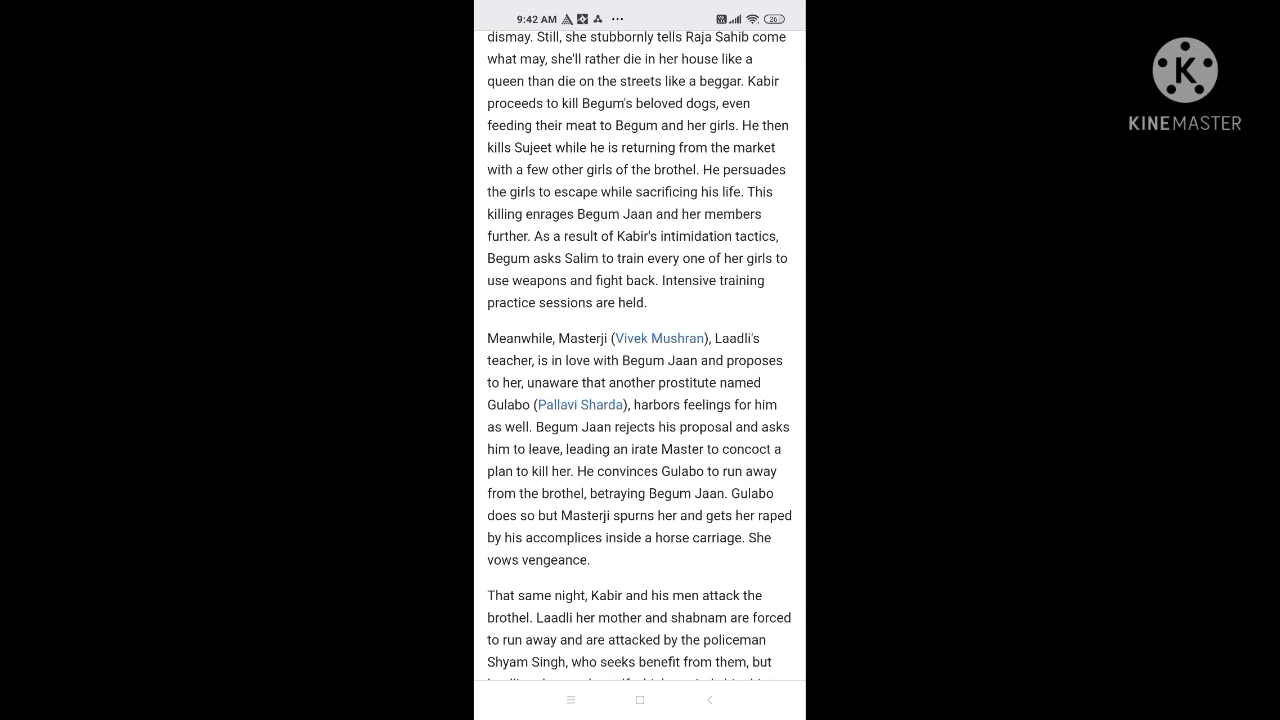 9:42 AM
26
dismay. Still, she stubbornly tells Raja Sahib come
what may, she'll rather die in her house like a
queen than die on the streets like a beggar. Kabir
proceeds to kill Begum's beloved dogs, even
feeding their meat to Begum and her girls. He then
kills Sujeet while he is returning from the market
with a few other girls of the brothel. He persuades
the girls to escape while sacrificing his life. This
killing enrages Begum Jaan and her members
further. As a result of Kabir's intimidation tactics,
Begum asks Salim to train every one of her girls to
use weapons and fight back. Intensive training
practice sessions are held.
Meanwhile, Masterji (Vivek Mushran), Laadli's
teacher, is in love with Begum Jaan and proposes
to her, unaware that another prostitute named
Gulabo (Pallavi Sharda), harbors feelings for him
as well. Begum Jaan rejects his proposal and asks
him to leave, leading an irate Master to concoct a
plan to kill her. He convinces Gulabo to run away
from the brothel, betraying Begum Jaan. Gulabo
does so but Masterji spurns her and gets her raped
by his accomplices inside a horse carriage. She
vows vengeance.
That same night, Kabir and his men attack the
brothel. Laadli her mother and shabnam are forced
to run away and are attacked by the policeman
Shyam Singh, who seeks benefit from them, but
K
KINEMASTER